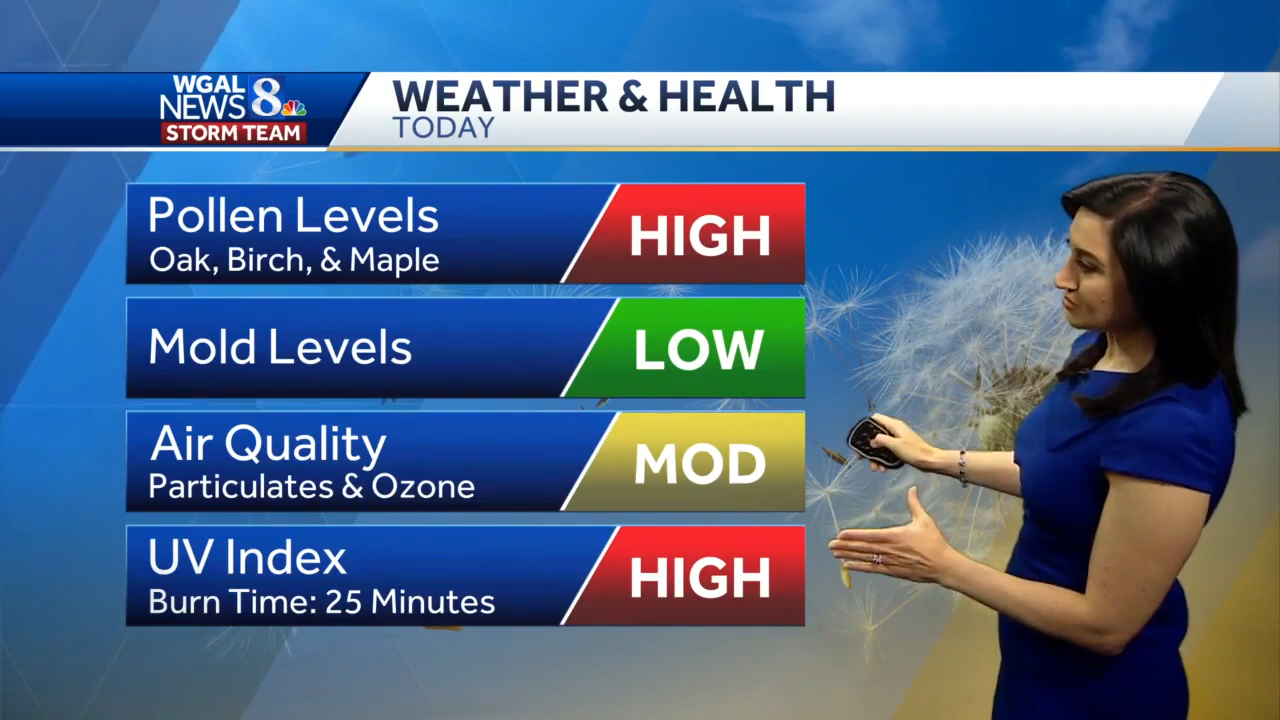 WGAL
NEWS 8
STORM TEAM
WEATHER & HEALTH
TODAY
Pollen Levels
Oak, Birch, & Maple
HIGH
Mold Levels
LOW
Air Quality
Particulates & Ozone
MOD
UV Index
Burn Time: 25 Minutes
HIGH